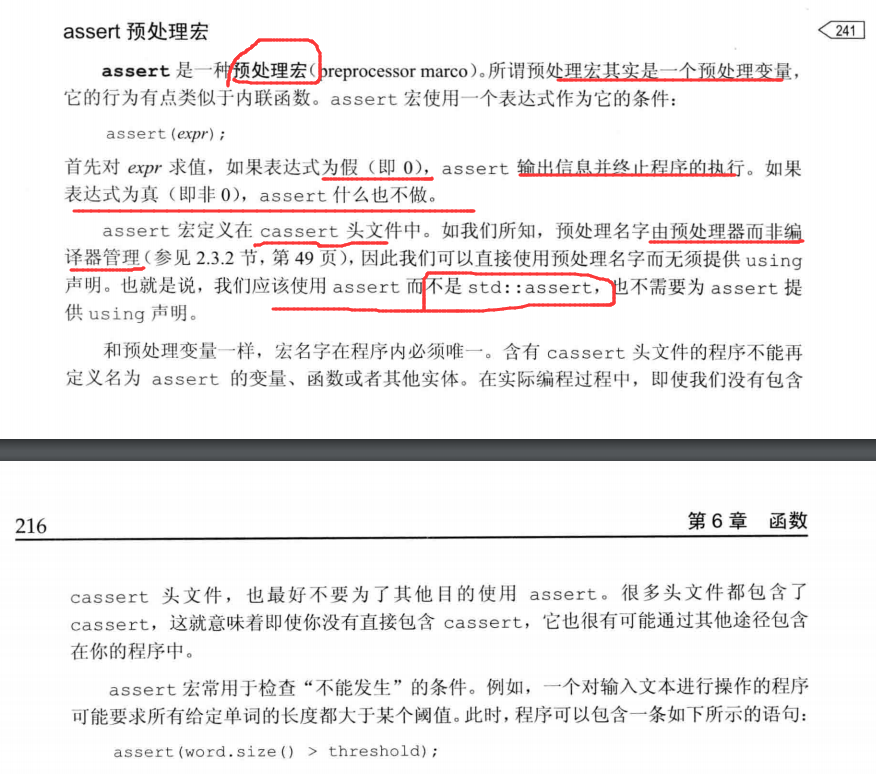 assert 预处理宏
241
assert 是一种预处理宏(preprocessor marco)。所谓预处理宏其实是一个预处理变量，
它的行为有点类似于内联函数。assert 宏使用一个表达式作为它的条件：
assert(expr);
首先对 expr 求值，如果表达式为假（即 0），assert 输出信息并终止程序的执行。如果
表达式为真（即非 0），assert 什么也不做。
assert 宏定义在 cassert 头文件中。如我们所知，预处理名字由预处理器而非编
译器管理（参见 2.3.2 节，第 49 页），因此我们可以直接使用预处理名字而无须提供 using
声明。也就是说，我们应该使用 assert 而不是 std::assert，也不需要为 assert 提
供 using 声明。
和预处理变量一样，宏名字在程序内必须唯一。含有 cassert 头文件的程序不能再
定义名为 assert 的变量、函数或者其他实体。在实际编程过程中，即使我们没有包含
216
第 6 章 函数
cassert 头文件，也最好不要为了其他目的使用 assert。很多头文件都包含了
cassert，这就意味着即使你没有直接包含 cassert，它也很有可能通过其他途径包含
在你的程序中。
assert 宏常用于检查“不能发生”的条件。例如，一个对输入文本进行操作的程序
可能要求所有给定单词的长度都大于某个阈值。此时，程序可以包含一条如下所示的语句：
assert(word.size() > threshold);